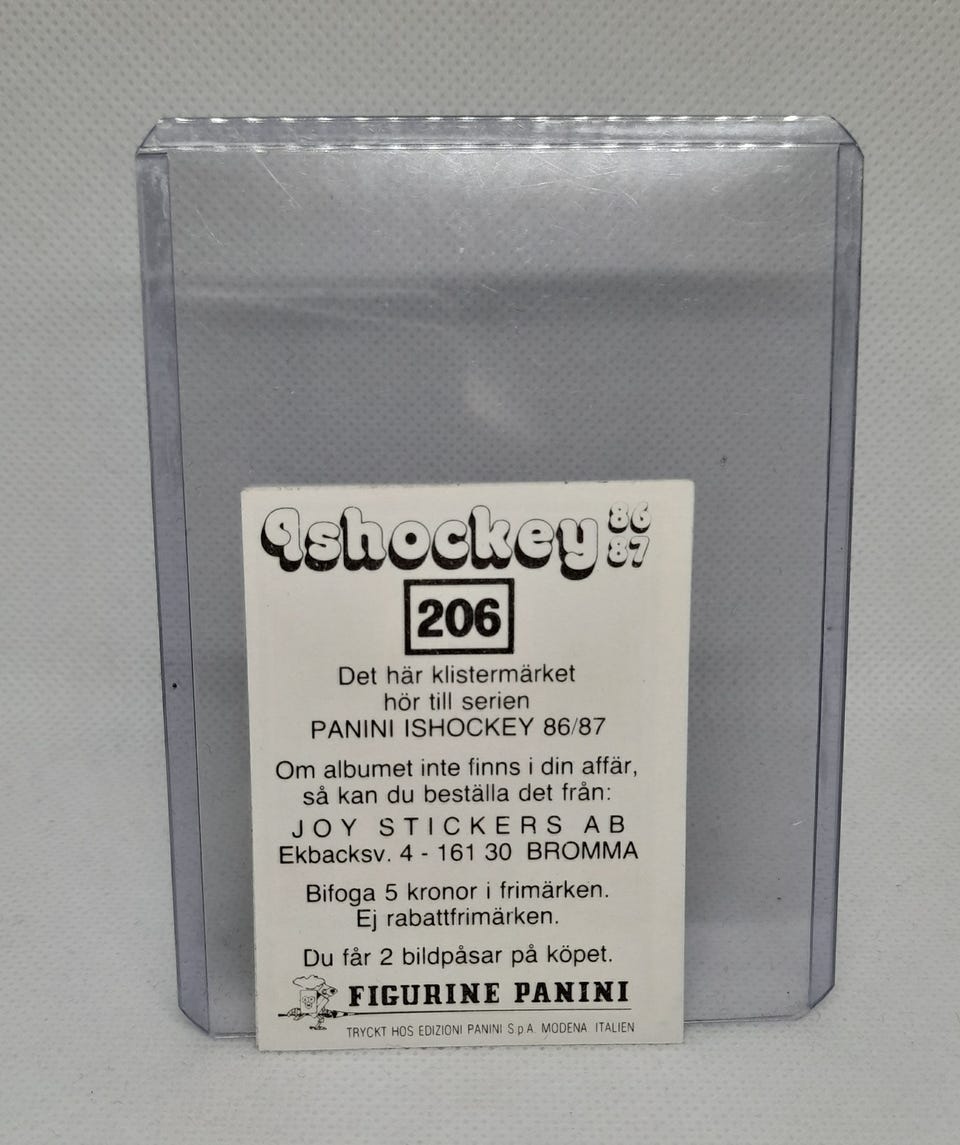 Ishockey 86
87
206
Det här klistermärket
hör till serien
PANINI ISHOCKEY 86/87
Om albumet inte finns i din affär,
så kan du beställa det från:
JOY STICKERS AB
Ekbacksv. 4 - 161 30 BROMMA
Bifoga 5 kronor i frimärken.
Ej rabattfrimärken.
Du får 2 bildpåsar på köpet.
FIGURINE PANINI
TRYCKT HOS EDIZIONI PANINI S.p.A. MODENA ITALIEN